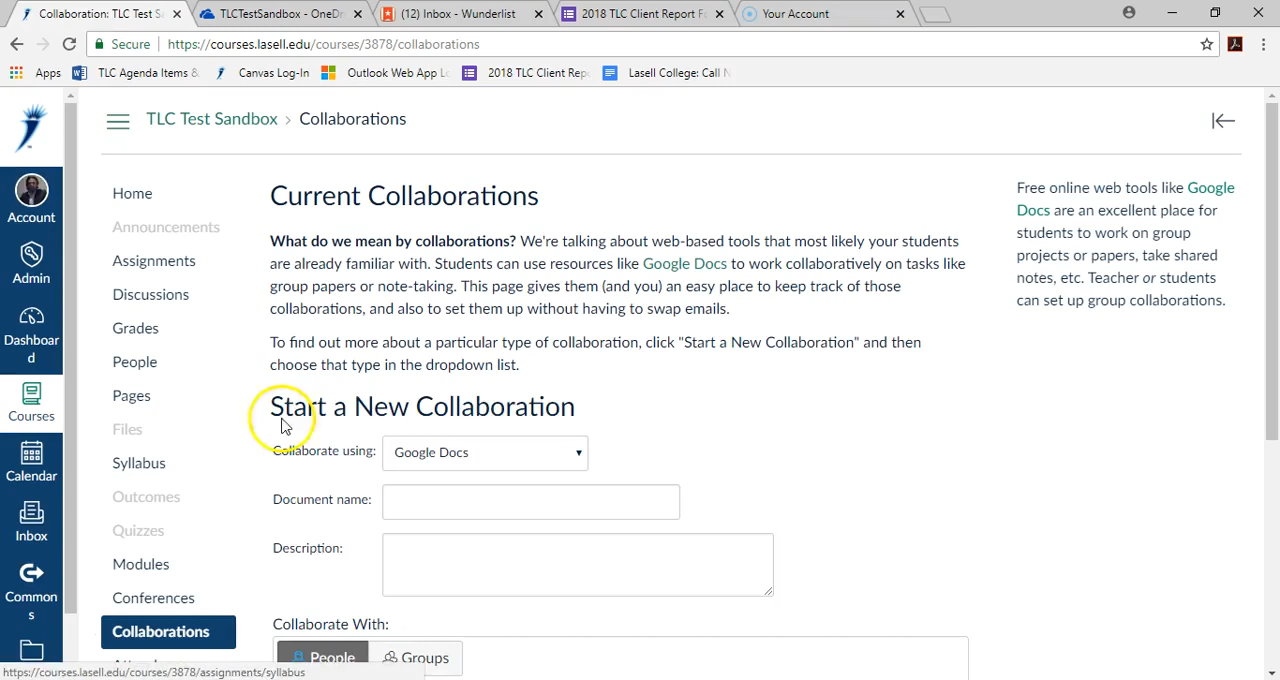 Collaboration: TLC Test S
TLCTestSandbox - OneDr
(12) Inbox - Wunderlist
2018 TLC Client Report F
Your Account
Secure
https://courses.lasell.edu/courses/3878/collaborations
Apps
TLC Agenda Items &
Canvas Log-In
Outlook Web App Lo
2018 TLC Client Repo
Lasell College: Call N
TLC Test Sandbox > Collaborations
Account
Admin
Dashboar
d
Courses
Calendar
Inbox
Common
s
Home
Announcements
Assignments
Discussions
Grades
People
Pages
Files
Syllabus
Outcomes
Quizzes
Modules
Conferences
Collaborations
Current Collaborations
What do we mean by collaborations? We're talking about web-based tools that most likely your students
are already familiar with. Students can use resources like Google Docs to work collaboratively on tasks like
group papers or note-taking. This page gives them (and you) an easy place to keep track of those
collaborations, and also to set them up without having to swap emails.
To find out more about a particular type of collaboration, click "Start a New Collaboration" and then
choose that type in the dropdown list.
Start a New Collaboration
Collaborate using:
Google Docs
Document name:
Description:
Collaborate With:
People
Groups
Free online web tools like Google
Docs are an excellent place for
students to work on group
projects or papers, take shared
notes, etc. Teacher or students
can set up group collaborations.
https://courses.lasell.edu/courses/3878/assignments/syllabus